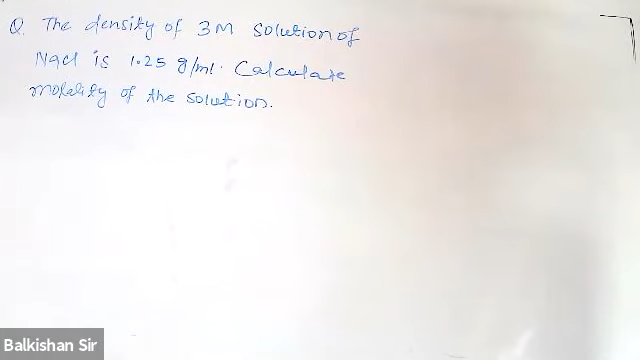 Q. The density of 3M solution of
NaCl is 1.25 g/ml. Calculate
molality of the solution.
Balkishan Sir